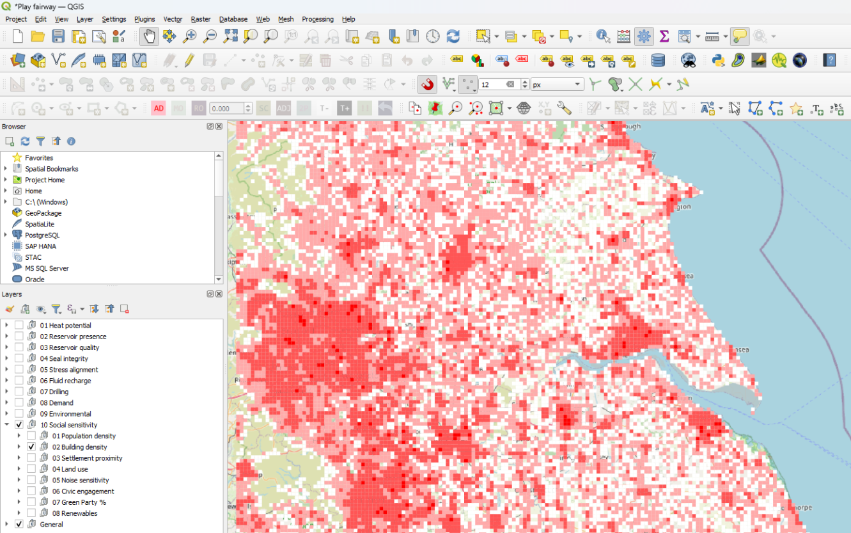 *Play fairway — QGIS
Project Edit View Layer Settings Plugins Vector Raster Database Web Mesh Processing Help
12 px
AD 0.000 T- T+
Browser
Favorites
Spatial Bookmarks
Project Home
Home
C:\ (Windows)
GeoPackage
SpatiaLite
PostgreSQL
SAP HANA
STAC
MS SQL Server
Oracle
Layers
01 Heat potential
02 Reservoir presence
03 Reservoir quality
04 Seal integrity
05 Stress alignment
06 Fluid recharge
07 Drilling
08 Demand
09 Environmental
10 Social sensitivity
01 Population density
02 Building density
03 Settlement proximity
04 Land use
05 Noise sensitivity
06 Civic engagement
07 Green Party %
08 Renewables
General